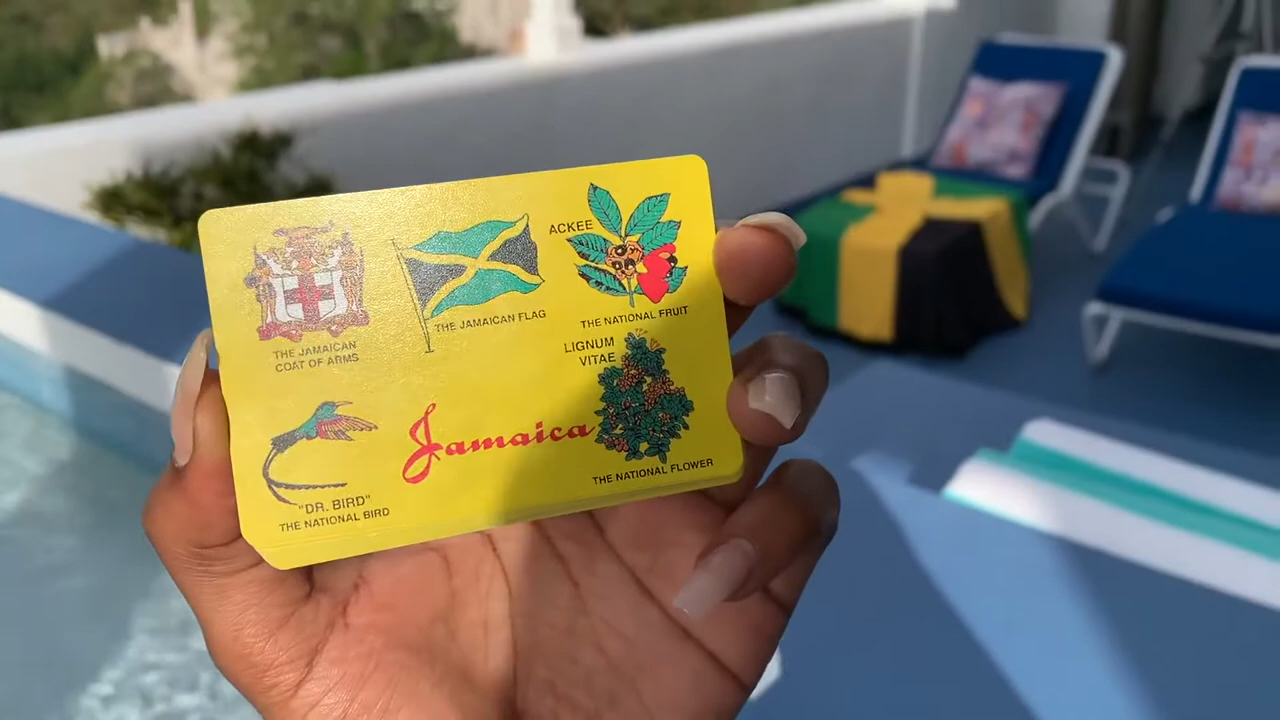 THE JAMAICAN
COAT OF ARMS
THE JAMAICAN FLAG
ACKEE
THE NATIONAL FRUIT
"DR. BIRD"
THE NATIONAL BIRD
Jamaica
LIGNUM
VITAE
THE NATIONAL FLOWER